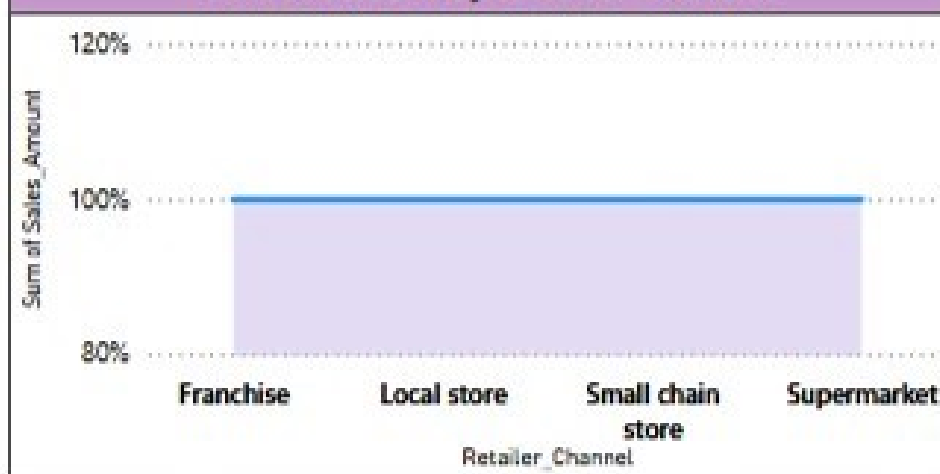 120%
100%
80%
Sum of Sales_Amount
Franchise Local store Small chain Supermarket
store
Retailer_Channel